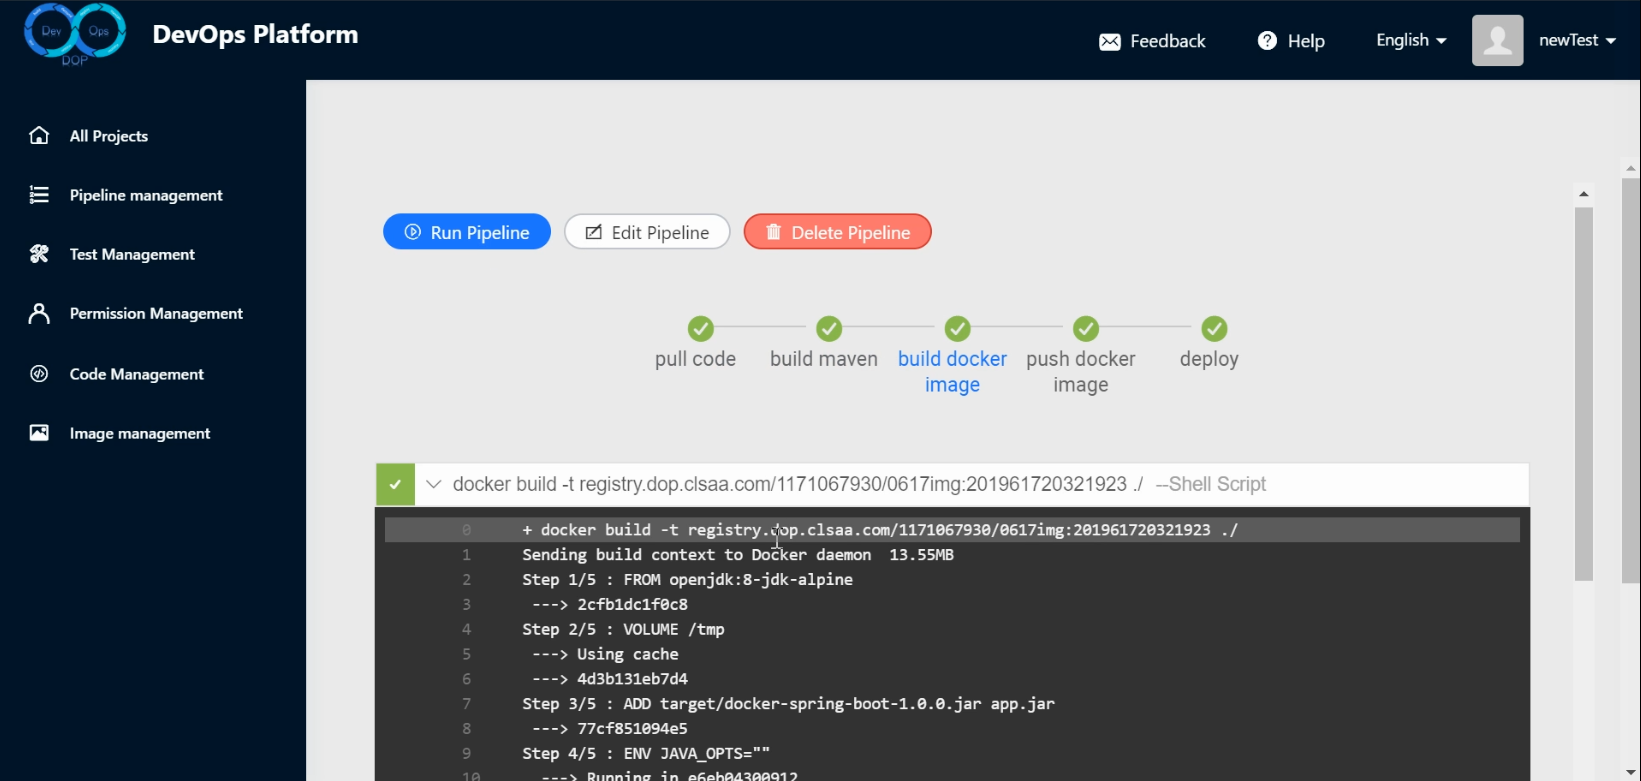 Dev Ops
DOP
DevOps Platform
Feedback
Help
English
newTest
All Projects
Pipeline management
Test Management
Permission Management
Code Management
Image management
Run Pipeline
Edit Pipeline
Delete Pipeline
pull code
build maven
build docker
image
push docker
image
deploy
docker build -t registry.dop.clsaa.com/1171067930/0617img:201961720321923 ./ --Shell Script
0 + docker build -t registry.dop.clsaa.com/1171067930/0617img:201961720321923 ./
1 Sending build context to Docker daemon 13.55MB
2 Step 1/5 : FROM openjdk:8-jdk-alpine
3 ---> 2cfb1dc1f0c8
4 Step 2/5 : VOLUME /tmp
5 ---> Using cache
6 ---> 4d3b131eb7d4
7 Step 3/5 : ADD target/docker-spring-boot-1.0.0.jar app.jar
8 ---> 77cf851094e5
9 Step 4/5 : ENV JAVA_OPTS=""
10 ---> Running in e6eb04300912